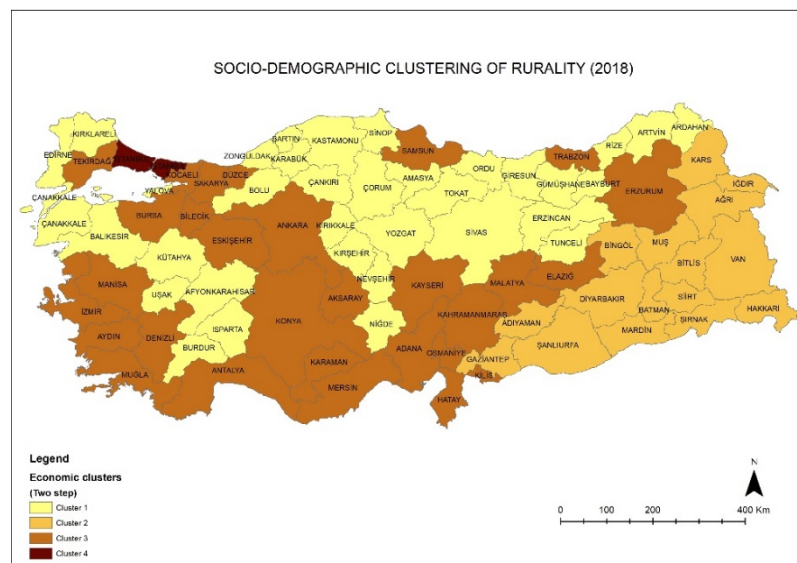 SOCIO-DEMOGRAPHIC CLUSTERING OF RURALITY (2018)
KIRKLARELİ
EDİRNE
TEKİRDAĞ
KOCAELİ
YALOVA
SAKARYA
DÜZCE
ZONGULDAK
BARTIN
KARABÜK
KASTAMONU
SİNOP
SAMSUN
BOLU
ÇANKIRI
ÇORUM
AMASYA
TOKAT
ORDU
GİRESUN
TRABZON
RİZE
ARTVİN
ARDAHAN
KARS
GÜMÜŞHANE
BAYBURT
ERZURUM
IĞDIR
AĞRI
ÇANAKKALE
ÇANAKKALE
BALIKESİR
BURSA
BİLECİK
ESKİŞEHİR
ANKARA
KIRIKKALE
YOZGAT
SİVAS
ERZİNCAN
TUNCELİ
BİNGÖL
MUŞ
BİTLİS
VAN
KÜTAHYA
KIRŞEHİR
NEVŞEHİR
KAYSERİ
MALATYA
ELAZIĞ
MANİSA
UŞAK
AFYONKARAHİSAR
AKSARAY
KONYA
NİĞDE
KAHRAMANMARAŞ
ADIYAMAN
DİYARBAKIR
BATMAN
SİİRT
ŞIRNAK
HAKKARİ
MARDİN
ŞANLIURFA
İZMİR
AYDIN
DENİZLİ
ISPARTA
BURDUR
MUĞLA
ANTALYA
KARAMAN
MERSİN
ADANA
OSMANİYE
GAZİANTEP
KİLİS
HATAY
Legend
Economic clusters
(Two step)
Cluster 1
Cluster 2
Cluster 3
Cluster 4
N
0 50 100 200 300 400 Km